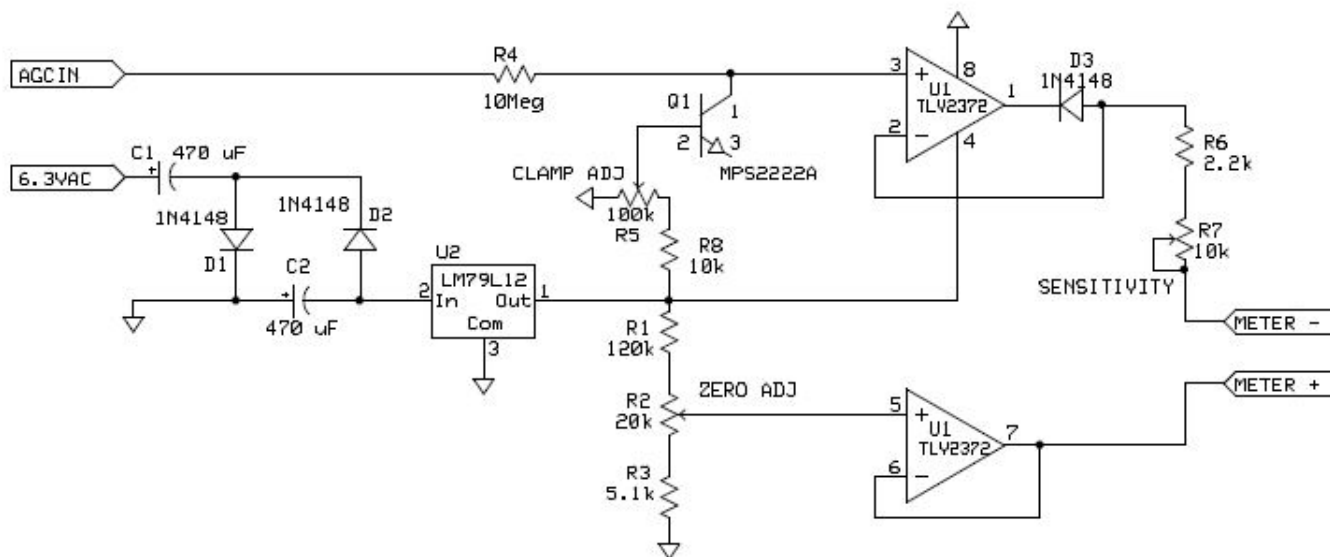 AGCIN
R4
10Meg
Q1
1
2
3
MPS2222A
3
2
+
−
U1
TLV2372
8
4
1
D3
1N4148
R6
2.2k
R7
10k
SENSITIVITY
METER -
6.3VAC
C1
470 uF
+
1N4148
D1
1N4148
D2
C2
+
470 uF
U2
LM79L12
2
In
Out
1
Com
3
CLAMP ADJ
100k
R5
R8
10k
R1
120k
R2
20k
ZERO ADJ
R3
5.1k
5
6
+
−
U1
TLV2372
7
METER +